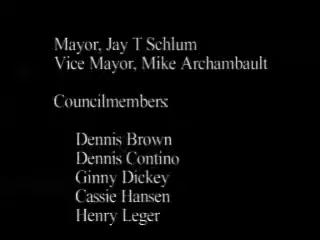 Mayor, Jay T Schlum
Vice Mayor, Mike Archambault
Councilmembers:
Dennis Brown
Dennis Contino
Ginny Dickey
Cassie Hansen
Henry Leger